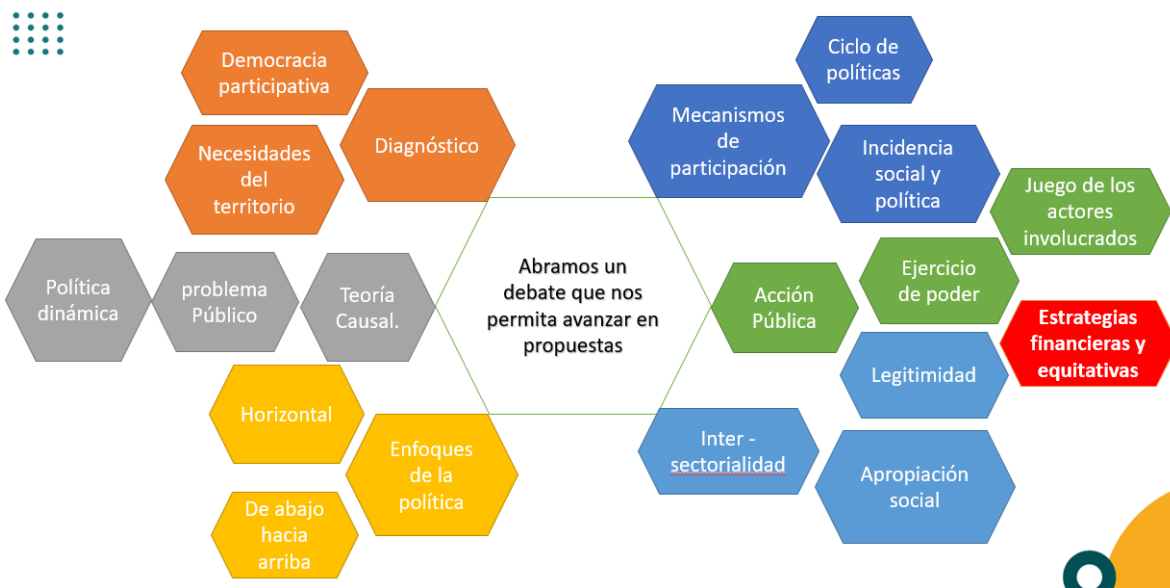 Democracia
participativa
Diagnóstico
Necesidades
del
territorio
Política
dinámica
problema
Público
Teoría
Causal.
Horizontal
Enfoques
de la
política
De abajo
hacia
arriba
Abramos un
debate que nos
permita avanzar en
propuestas
Ciclo de
políticas
Mecanismos
de
participación
Incidencia
social y
política
Juego de los
actores
involucrados
Ejercicio
de poder
Acción
Pública
Estrategias
financieras y
equitativas
Legitimidad
Inter -
sectorialidad
Apropiación
social